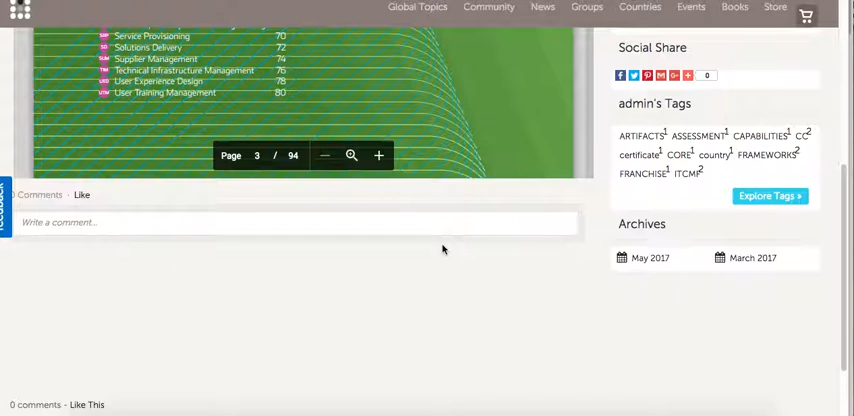 Global Topics Community News Groups Countries Events Books Store
Service Provisioning 70
Solutions Delivery 72
Supplier Management 74
Technical Infrastructure Management 76
User Experience Design 78
User Training Management 80
Page 3 / 94
0 Comments · Like
Write a comment...
feedback
Social Share
0
admin's Tags
ARTIFACTS1 ASSESSMENT1 CAPABILITIES1 CC2
certificate1 CORE1 country1 FRAMEWORKS2
FRANCHISE1 ITCMF2
Explore Tags »
Archives
May 2017 March 2017
0 comments - Like This